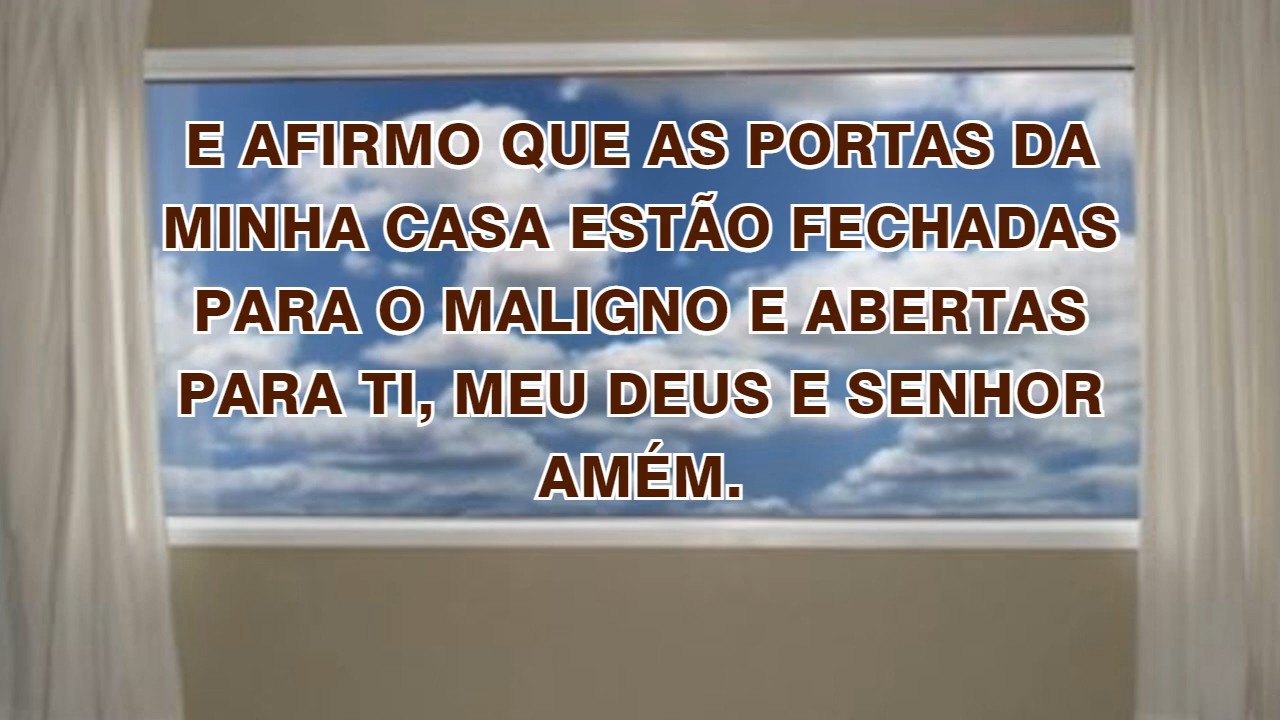 E AFIRMO QUE AS PORTAS DA
MINHA CASA ESTÃO FECHADAS
PARA O MALIGNO E ABERTAS
PARA TI, MEU DEUS E SENHOR
AMÉM.